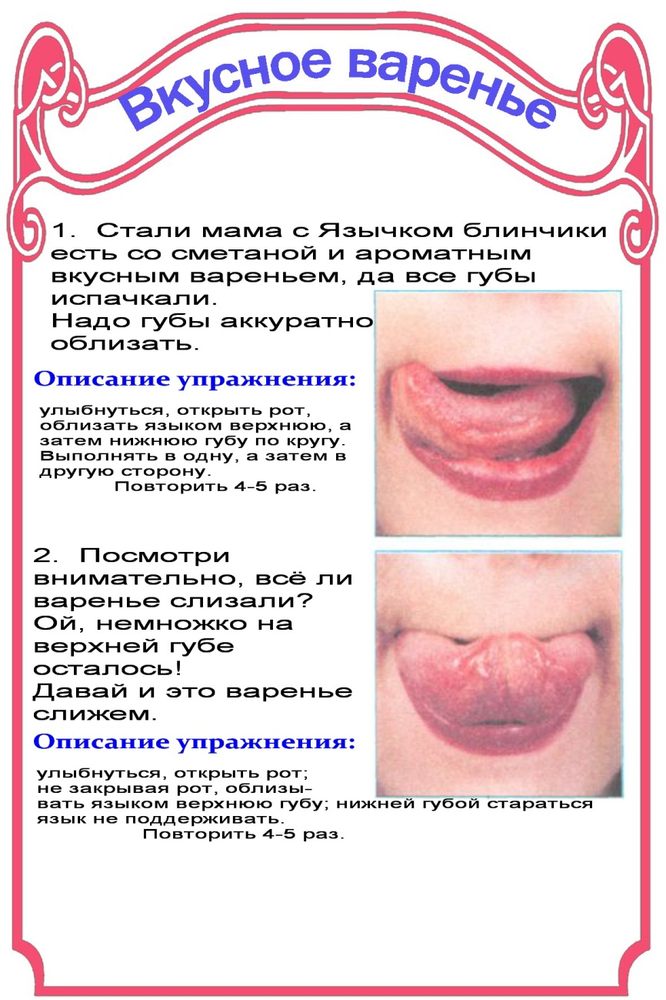 Вкусное варенье
1. Стали мама с Язычком блинчики
есть со сметаной и ароматным
вкусным вареньем, да все губы
испачкали.
Надо губы аккуратно
облизать.
Описание упражнения:
улыбнуться, открыть рот,
облизать языком верхнюю, а
затем нижнюю губу по кругу.
Выполнять в одну, а затем в
другую сторону.
Повторить 4-5 раз.
2. Посмотри
внимательно, всё ли
варенье слизали?
Ой, немножко на
верхней губе
осталось!
Давай и это варенье
слижем.
Описание упражнения:
улыбнуться, открыть рот;
не закрывая рот, облизы-
вать языком верхнюю губу; нижней губой стараться
язык не поддерживать.
Повторить 4-5 раз.